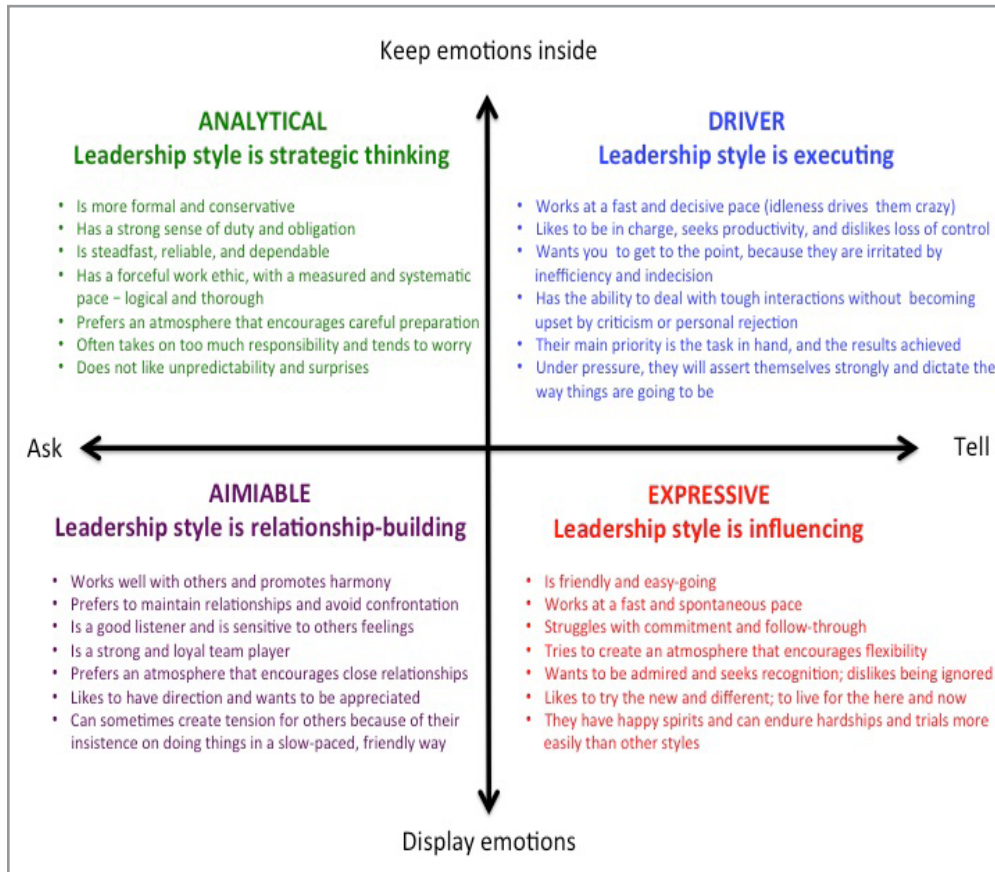 Keep emotions inside
ANALYTICAL
Leadership style is strategic thinking
• Is more formal and conservative
• Has a strong sense of duty and obligation
• Is steadfast, reliable, and dependable
• Has a forceful work ethic, with a measured and systematic
pace – logical and thorough
• Prefers an atmosphere that encourages careful preparation
• Often takes on too much responsibility and tends to worry
• Does not like unpredictability and surprises
DRIVER
Leadership style is executing
• Works at a fast and decisive pace (idleness drives them crazy)
• Likes to be in charge, seeks productivity, and dislikes loss of control
• Wants you to get to the point, because they are irritated by
inefficiency and indecision
• Has the ability to deal with tough interactions without becoming
upset by criticism or personal rejection
• Their main priority is the task in hand, and the results achieved
• Under pressure, they will assert themselves strongly and dictate the
way things are going to be
Ask
Tell
AIMIABLE
Leadership style is relationship-building
• Works well with others and promotes harmony
• Prefers to maintain relationships and avoid confrontation
• Is a good listener and is sensitive to others feelings
• Is a strong and loyal team player
• Prefers an atmosphere that encourages close relationships
• Likes to have direction and wants to be appreciated
• Can sometimes create tension for others because of their
insistence on doing things in a slow-paced, friendly way
EXPRESSIVE
Leadership style is influencing
• Is friendly and easy-going
• Works at a fast and spontaneous pace
• Struggles with commitment and follow-through
• Tries to create an atmosphere that encourages flexibility
• Wants to be admired and seeks recognition; dislikes being ignored
• Likes to try the new and different; to live for the here and now
• They have happy spirits and can endure hardships and trials more
easily than other styles
Display emotions